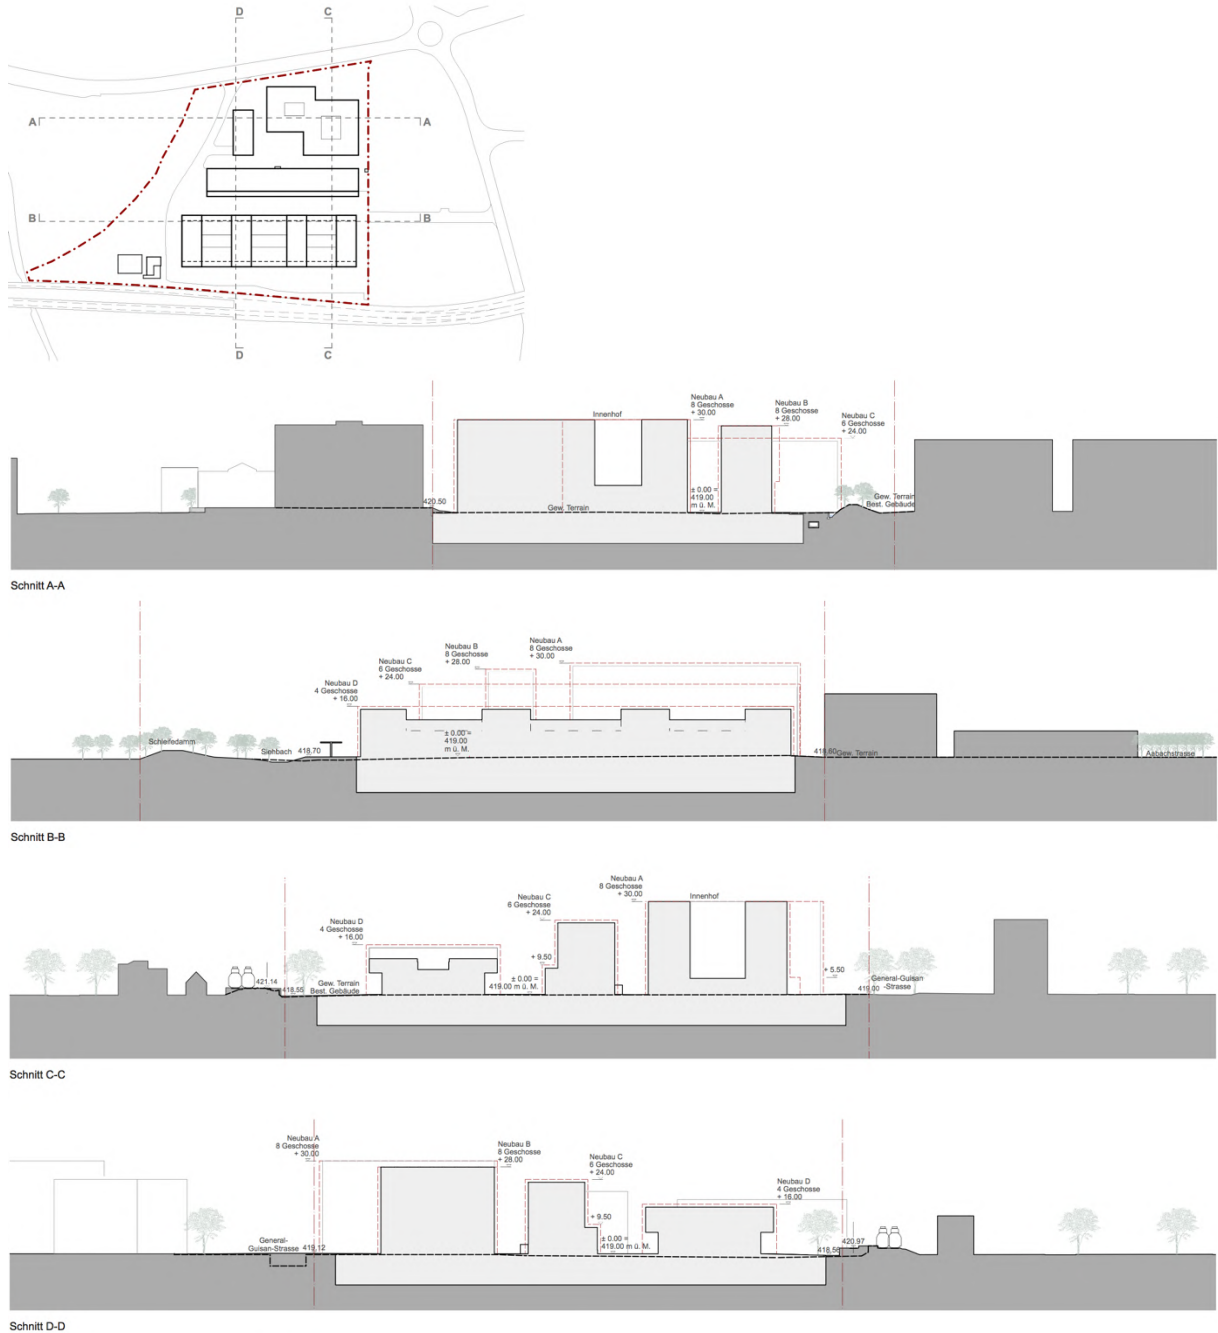 D
C
A
A
B
B
D
C
Neubau A
8 Geschosse
+ 30.00
Neubau B
8 Geschosse
+ 28.00
Neubau C
6 Geschosse
+ 24.00
Innenhof
420.50
± 0.00 =
419.00
m ü. M.
Gew. Terrain
Gew. Terrain
Best. Gebäude
Schnitt A-A
Neubau A
8 Geschosse
+ 30.00
Neubau B
8 Geschosse
+ 28.00
Neubau C
6 Geschosse
+ 24.00
Neubau D
4 Geschosse
+ 16.00
± 0.00 =
419.00
m ü. M.
Schleifedamm
Siehbach
418.70
418.60
Gew. Terrain
Aabachstrasse
Schnitt B-B
Neubau A
8 Geschosse
+ 30.00
Innenhof
Neubau C
6 Geschosse
+ 24.00
Neubau D
4 Geschosse
+ 16.00
+ 9.50
+ 5.50
421.14
418.55
Gew. Terrain
Best. Gebäude
± 0.00 =
419.00 m ü. M.
419.00
General-Guisan
-Strasse
Schnitt C-C
Neubau A
8 Geschosse
+ 30.00
Neubau B
8 Geschosse
+ 28.00
Neubau C
6 Geschosse
+ 24.00
Neubau D
4 Geschosse
+ 16.00
+ 9.50
General-
Guisan-Strasse
419.12
± 0.00 =
419.00 m ü. M.
418.56
420.97
Schnitt D-D